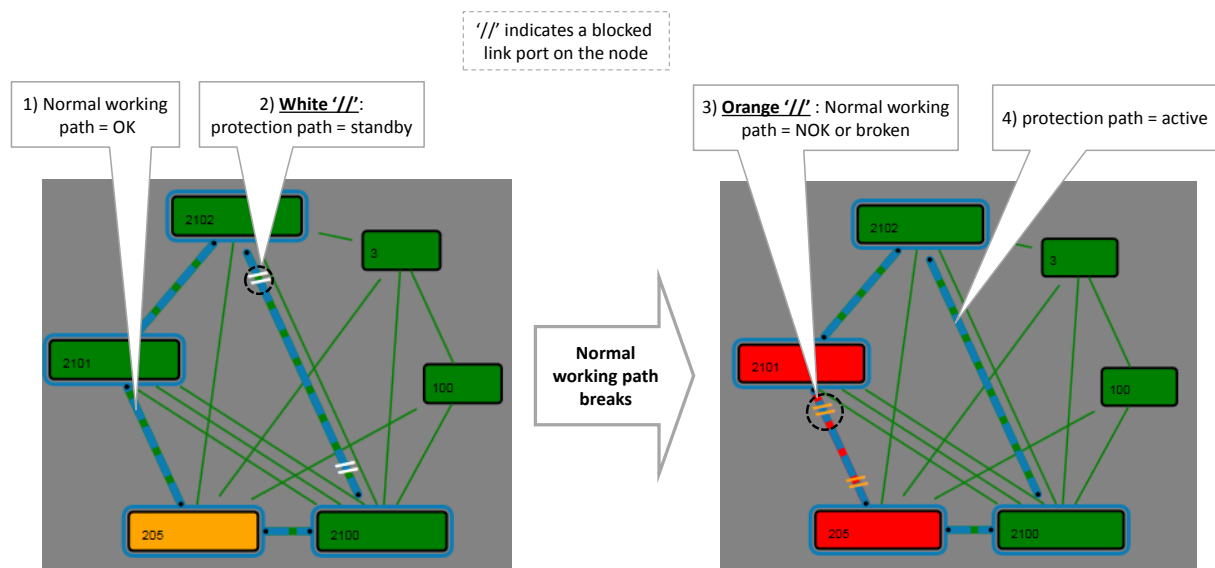 ‘//’ indicates a blocked
link port on the node
1) Normal working
path = OK
2) White ‘//’:
protection path = standby
3) Orange ‘//’ : Normal working
path = NOK or broken
4) protection path = active
2102
3
2101
100
205
2100
Normal
working path
breaks
2102
3
2101
100
205
2100